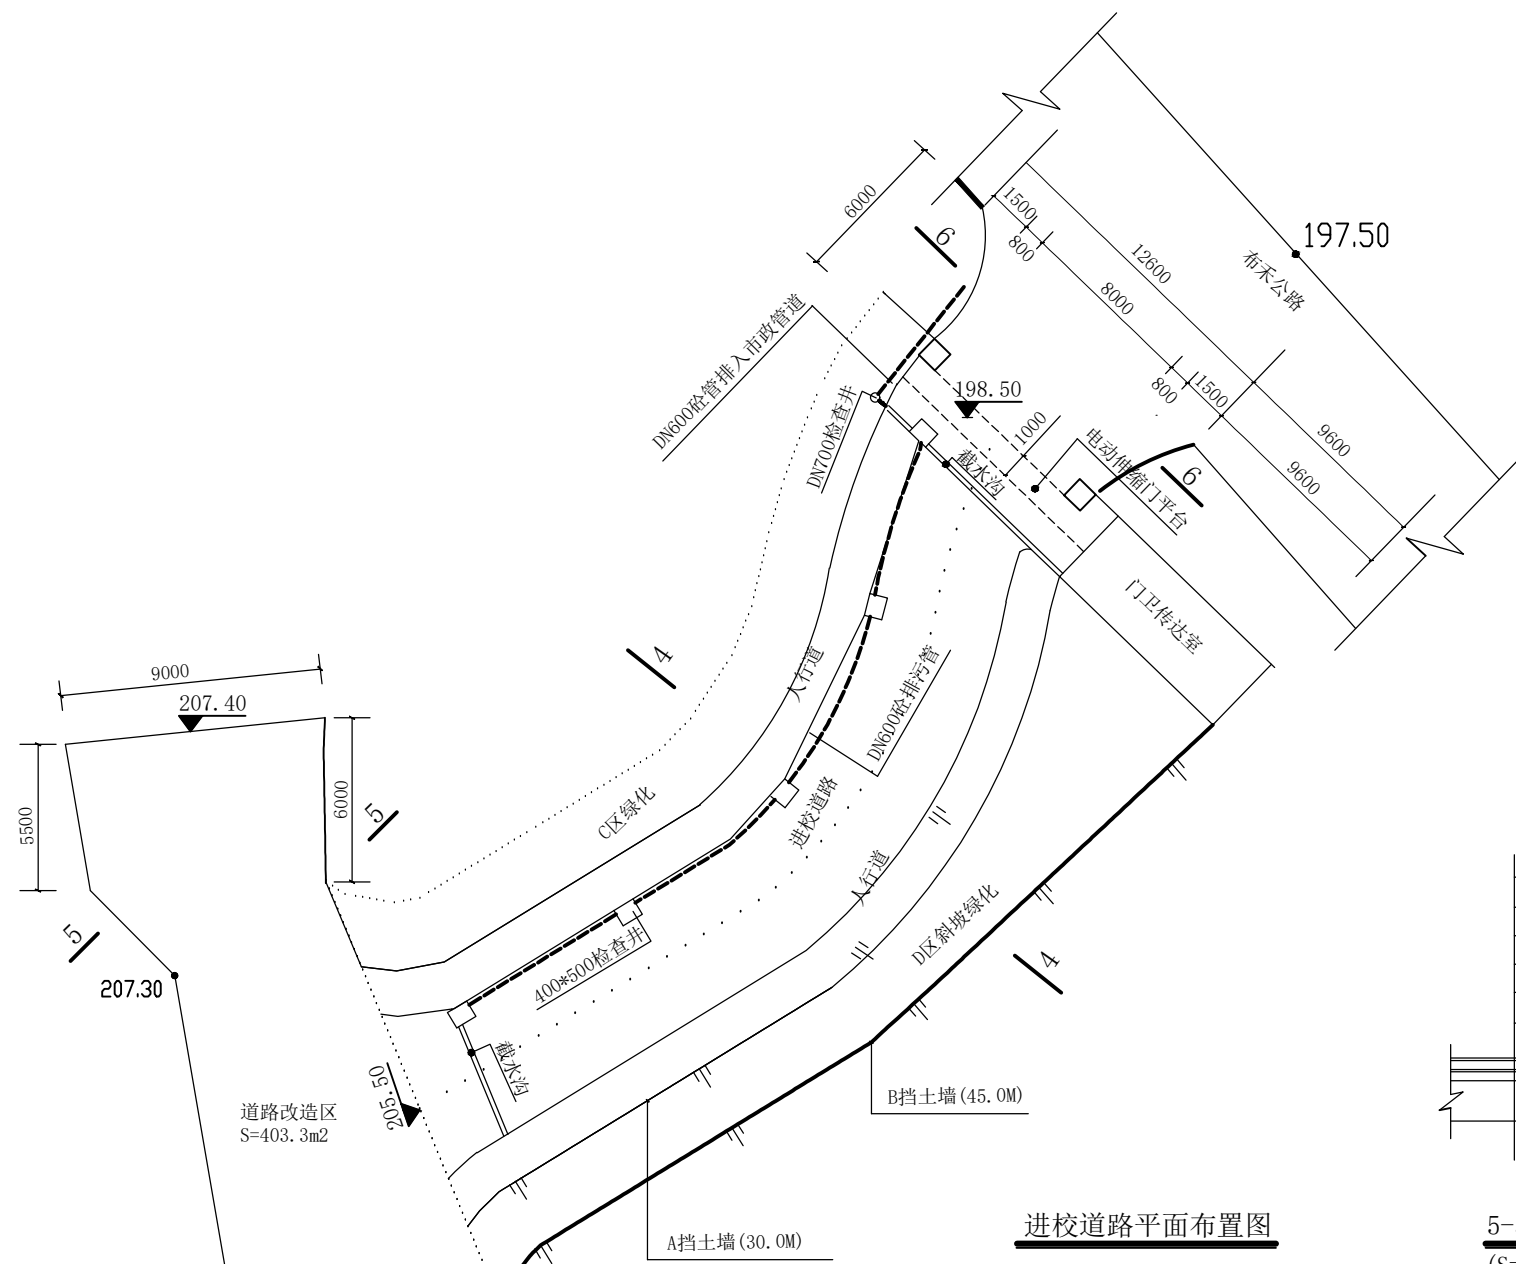 6000
1500
6
800
12600
197.50
布禾公路
8000
DN600砼管排入市政管道
198.50
800
1500
DN700检查井
1000
截水沟
电动伸缩门平台
9600
9600
6
门卫传达室
4
人行道
9000
207.40
DN600砼排污管
6000
5500
5
C区绿化
进校道路
人行道
D区斜坡绿化
5
207.30
400*500检查井
4
截水沟
205.50
道路改造区
S=403.3m2
B挡土墙(45.0M)
A挡土墙(30.0M)
进校道路平面布置图
5-